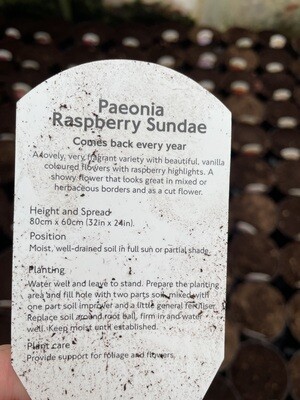 Paeonia
Raspberry Sundae
Comes back every year
A lovely, very fragrant variety with beautiful, vanilla
coloured flowers with raspberry highlights. A
showy flower that looks great in mixed or
herbaceous borders and as a cut flower.
Height and Spread
80cm x 60cm (32in x 24in).
Position
Moist, well-drained soil in full sun or partial shade.
Planting
Water well and leave to stand. Prepare the planting
area and fill hole with two parts soil mixed with
one part soil improver and a little general fertiliser.
Replace soil around root ball, firm in and water
well. Keep moist until established.
Plant care
Provide support for foliage and flowers.